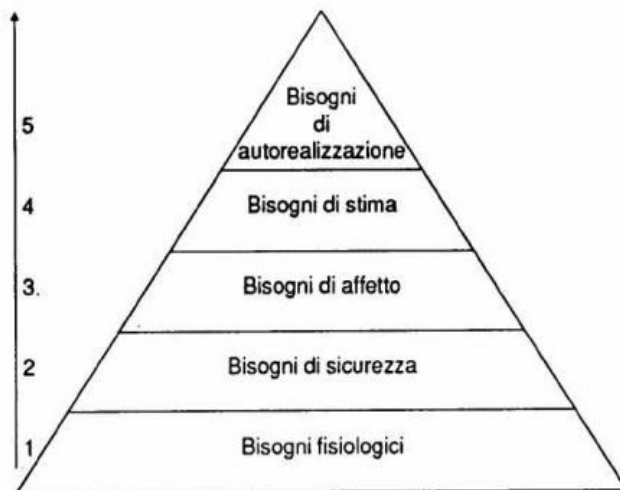 5
Bisogni
di
autorealizzazione
4
Bisogni di stima
3.
Bisogni di affetto
2
Bisogni di sicurezza
1
Bisogni fisiologici